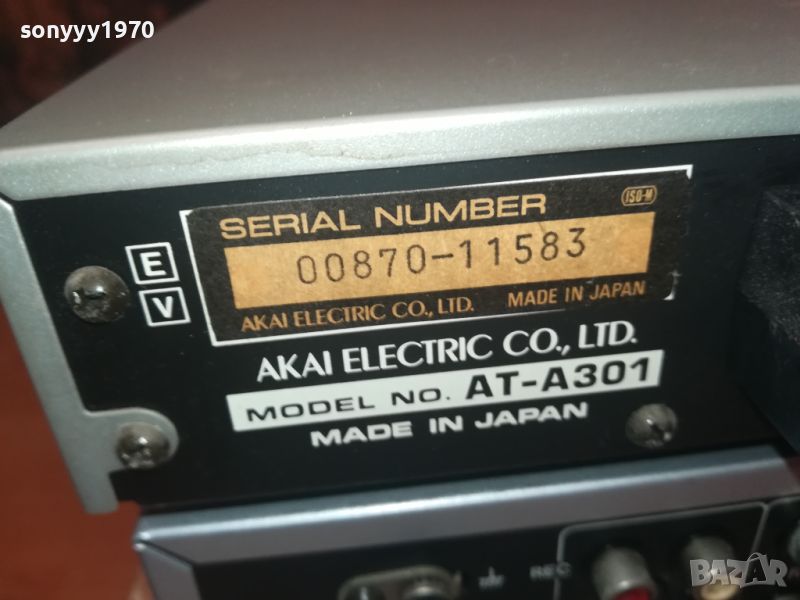 sonyyy1970
SERIAL NUMBER
ISO-M
E
00870-11583
V
AKAI ELECTRIC CO., LTD. MADE IN JAPAN
AKAI ELECTRIC CO., LTD.
MODEL NO. AT-A301
MADE IN JAPAN
REC
BAZAR